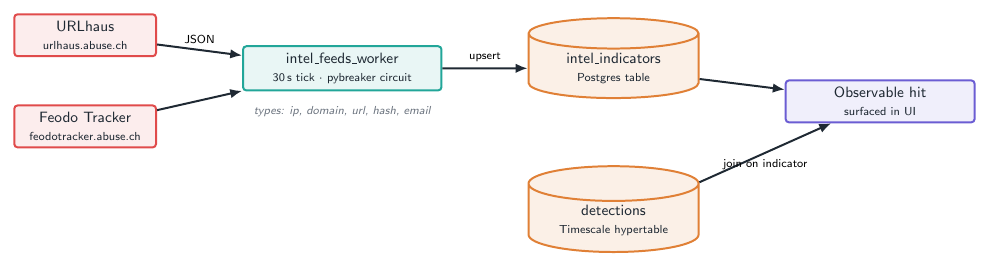 URLhaus
urlhaus.abuse.ch
JSON
Feodo Tracker
feodotracker.abuse.ch
intel_feeds_worker
30 s tick · pybreaker circuit
types: ip, domain, url, hash, email
upsert
intel_indicators
Postgres table
detections
Timescale hypertable
join on indicator
Observable hit
surfaced in UI